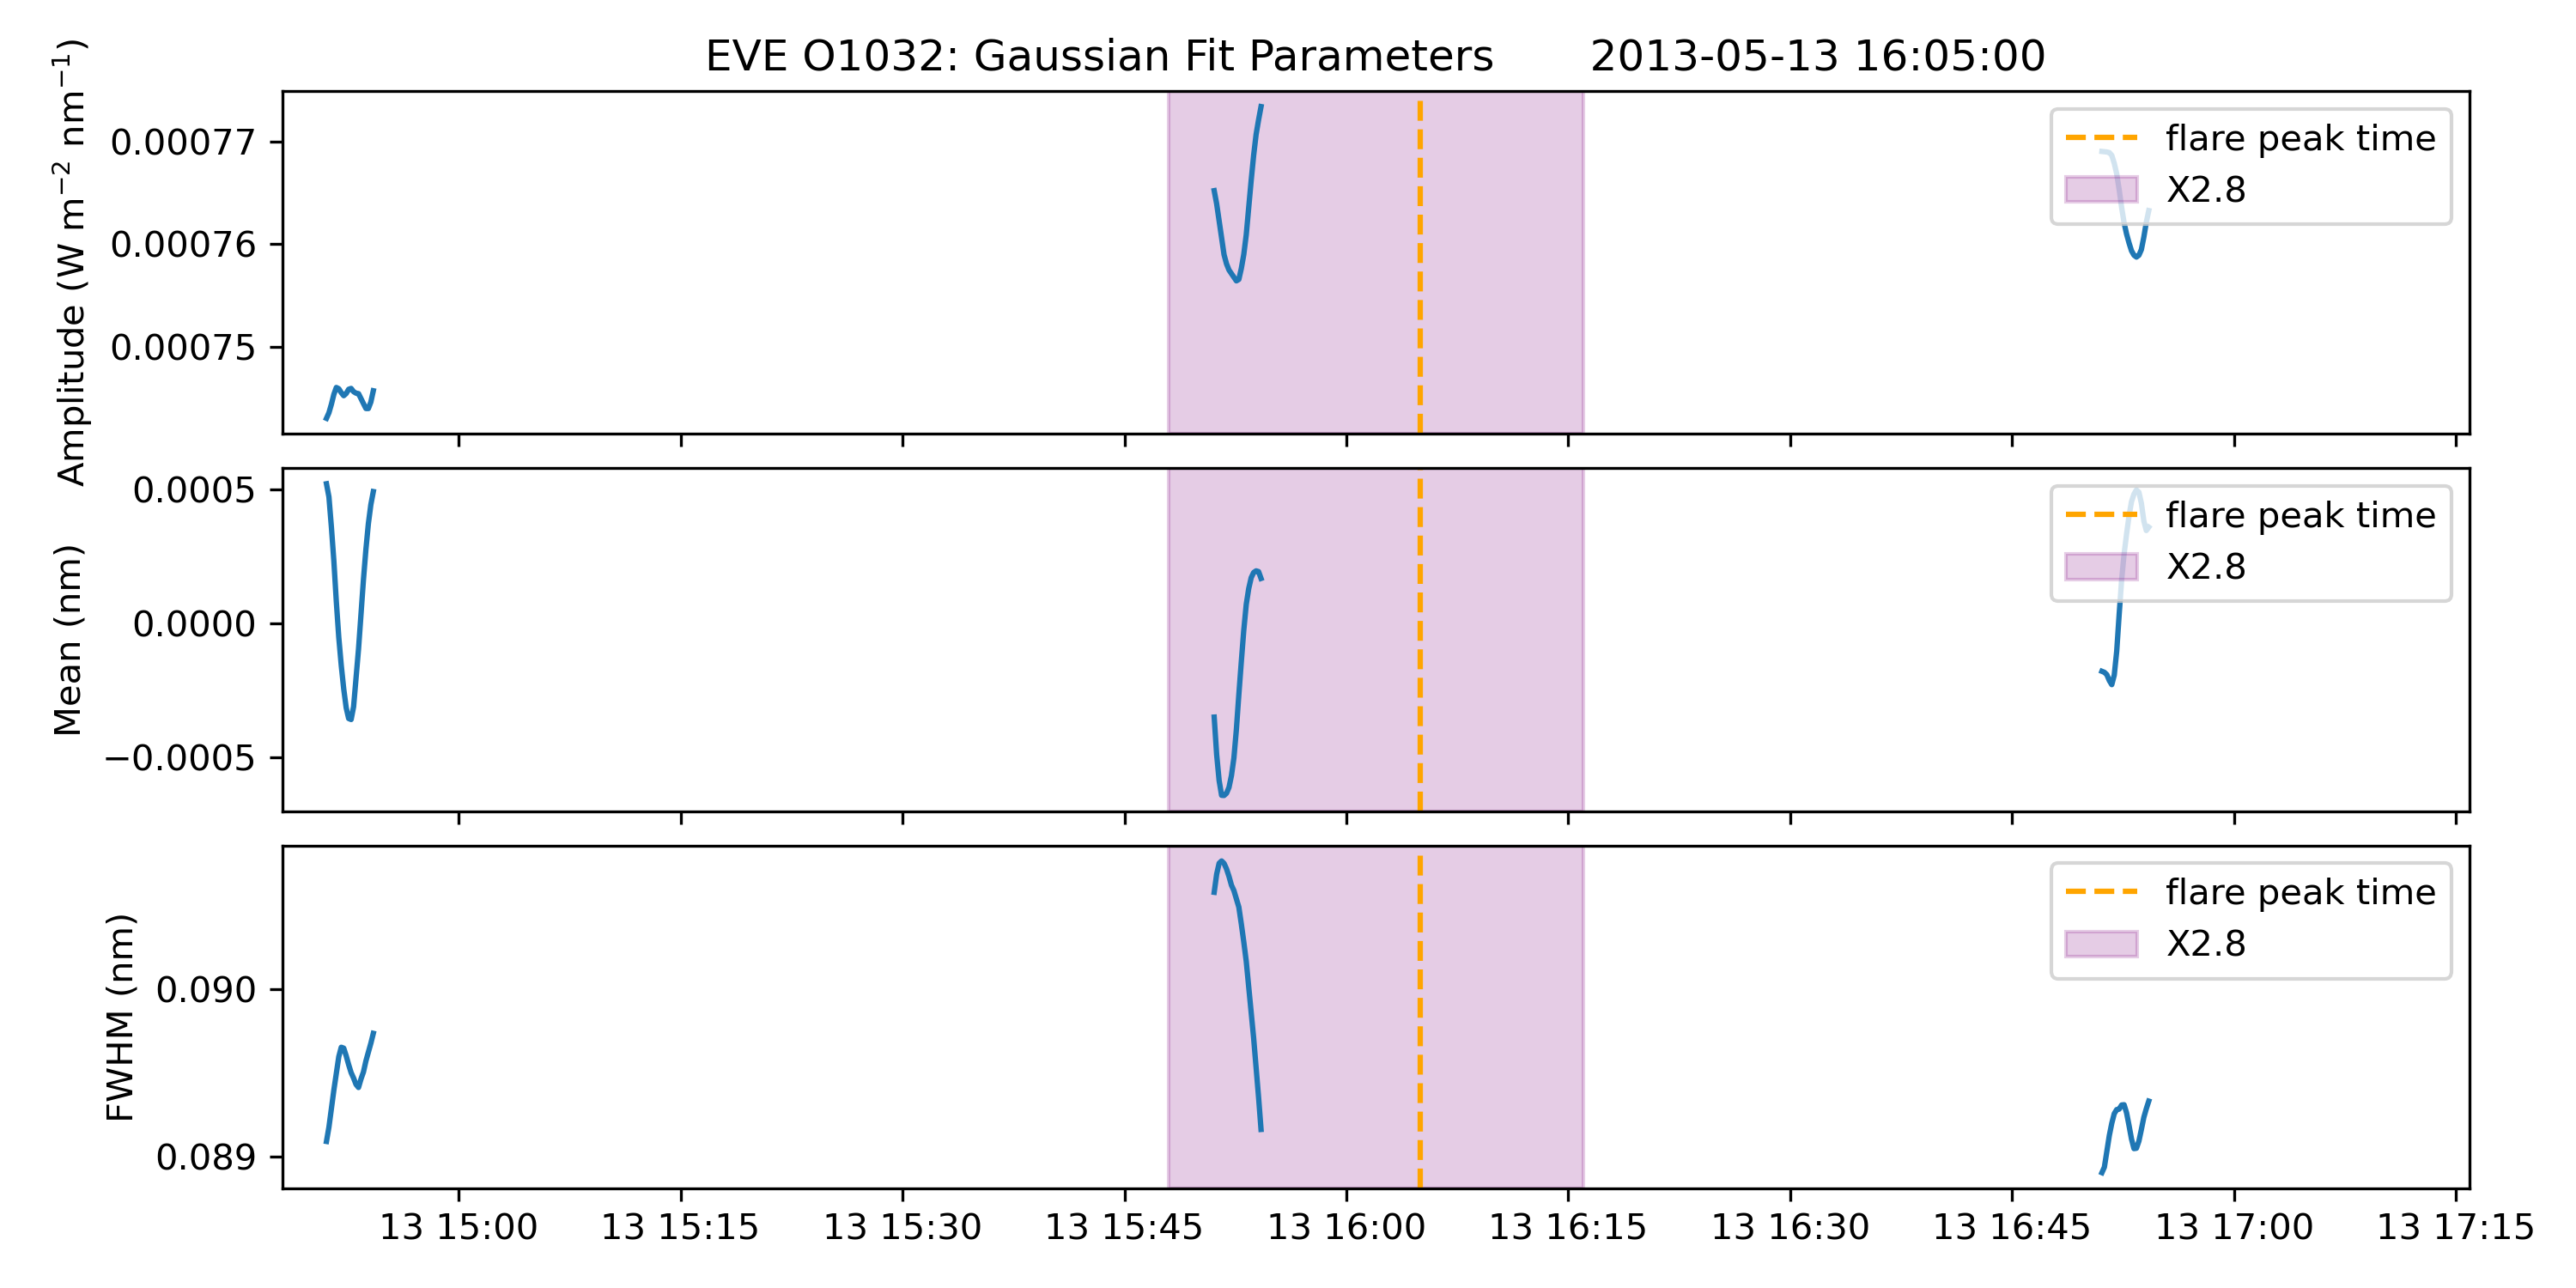 EVE O1032: Gaussian Fit Parameters 2013-05-13 16:05:00
Amplitude (W m⁻² nm⁻¹)
0.00077
0.00076
0.00075
flare peak time
X2.8
Mean (nm)
0.0005
0.0000
−0.0005
flare peak time
X2.8
FWHM (nm)
0.090
0.089
flare peak time
X2.8
13 15:00 13 15:15 13 15:30 13 15:45 13 16:00 13 16:15 13 16:30 13 16:45 13 17:00 13 17:15